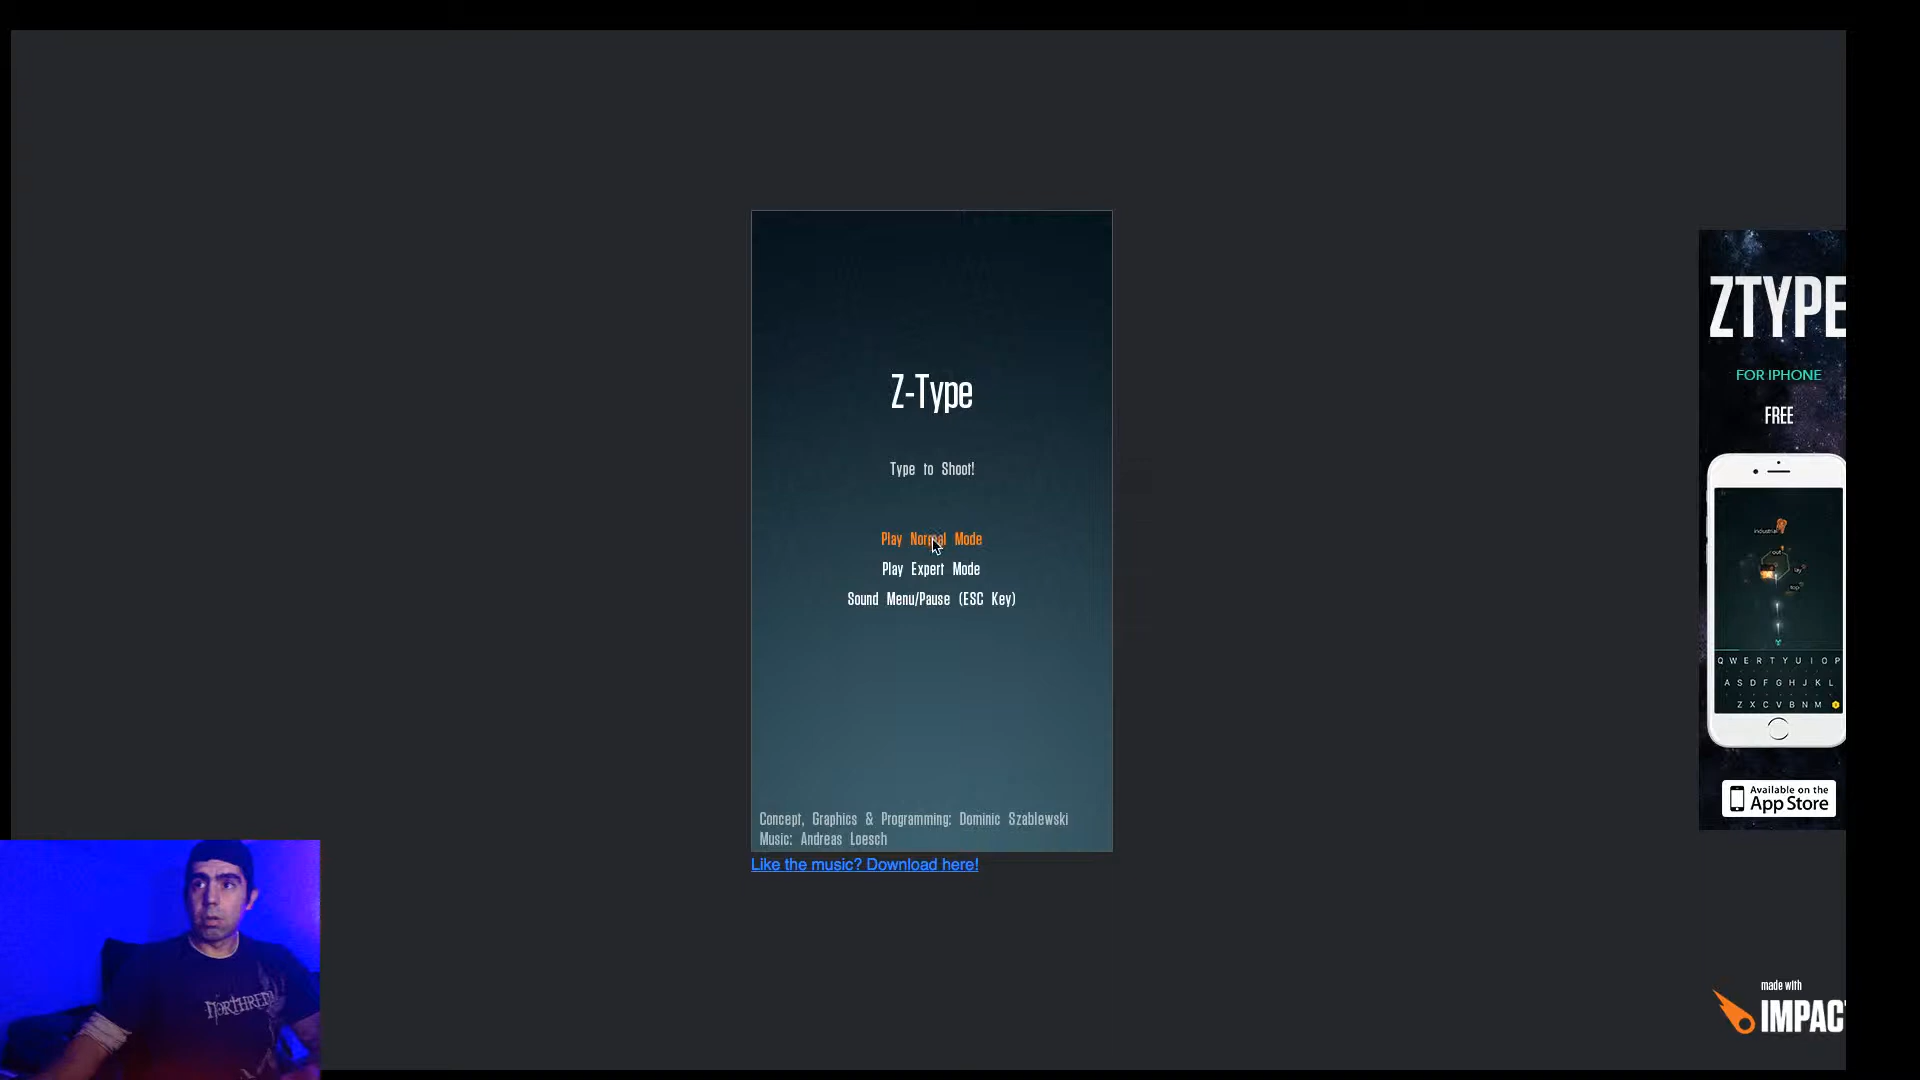 Z-Type
Type to Shoot!
Play Normal Mode
Play Expert Mode
Sound Menu/Pause (ESC Key)
Concept, Graphics & Programming: Dominic Szablewski
Music: Andreas Loesch
Like the music? Download here!
ZTYPE
FOR IPHONE
FREE
industrial
out
Q W E R T Y U I O P
A S D F G H J K L
Z X C V B N M
Available on the
App Store
made with
IMPAC